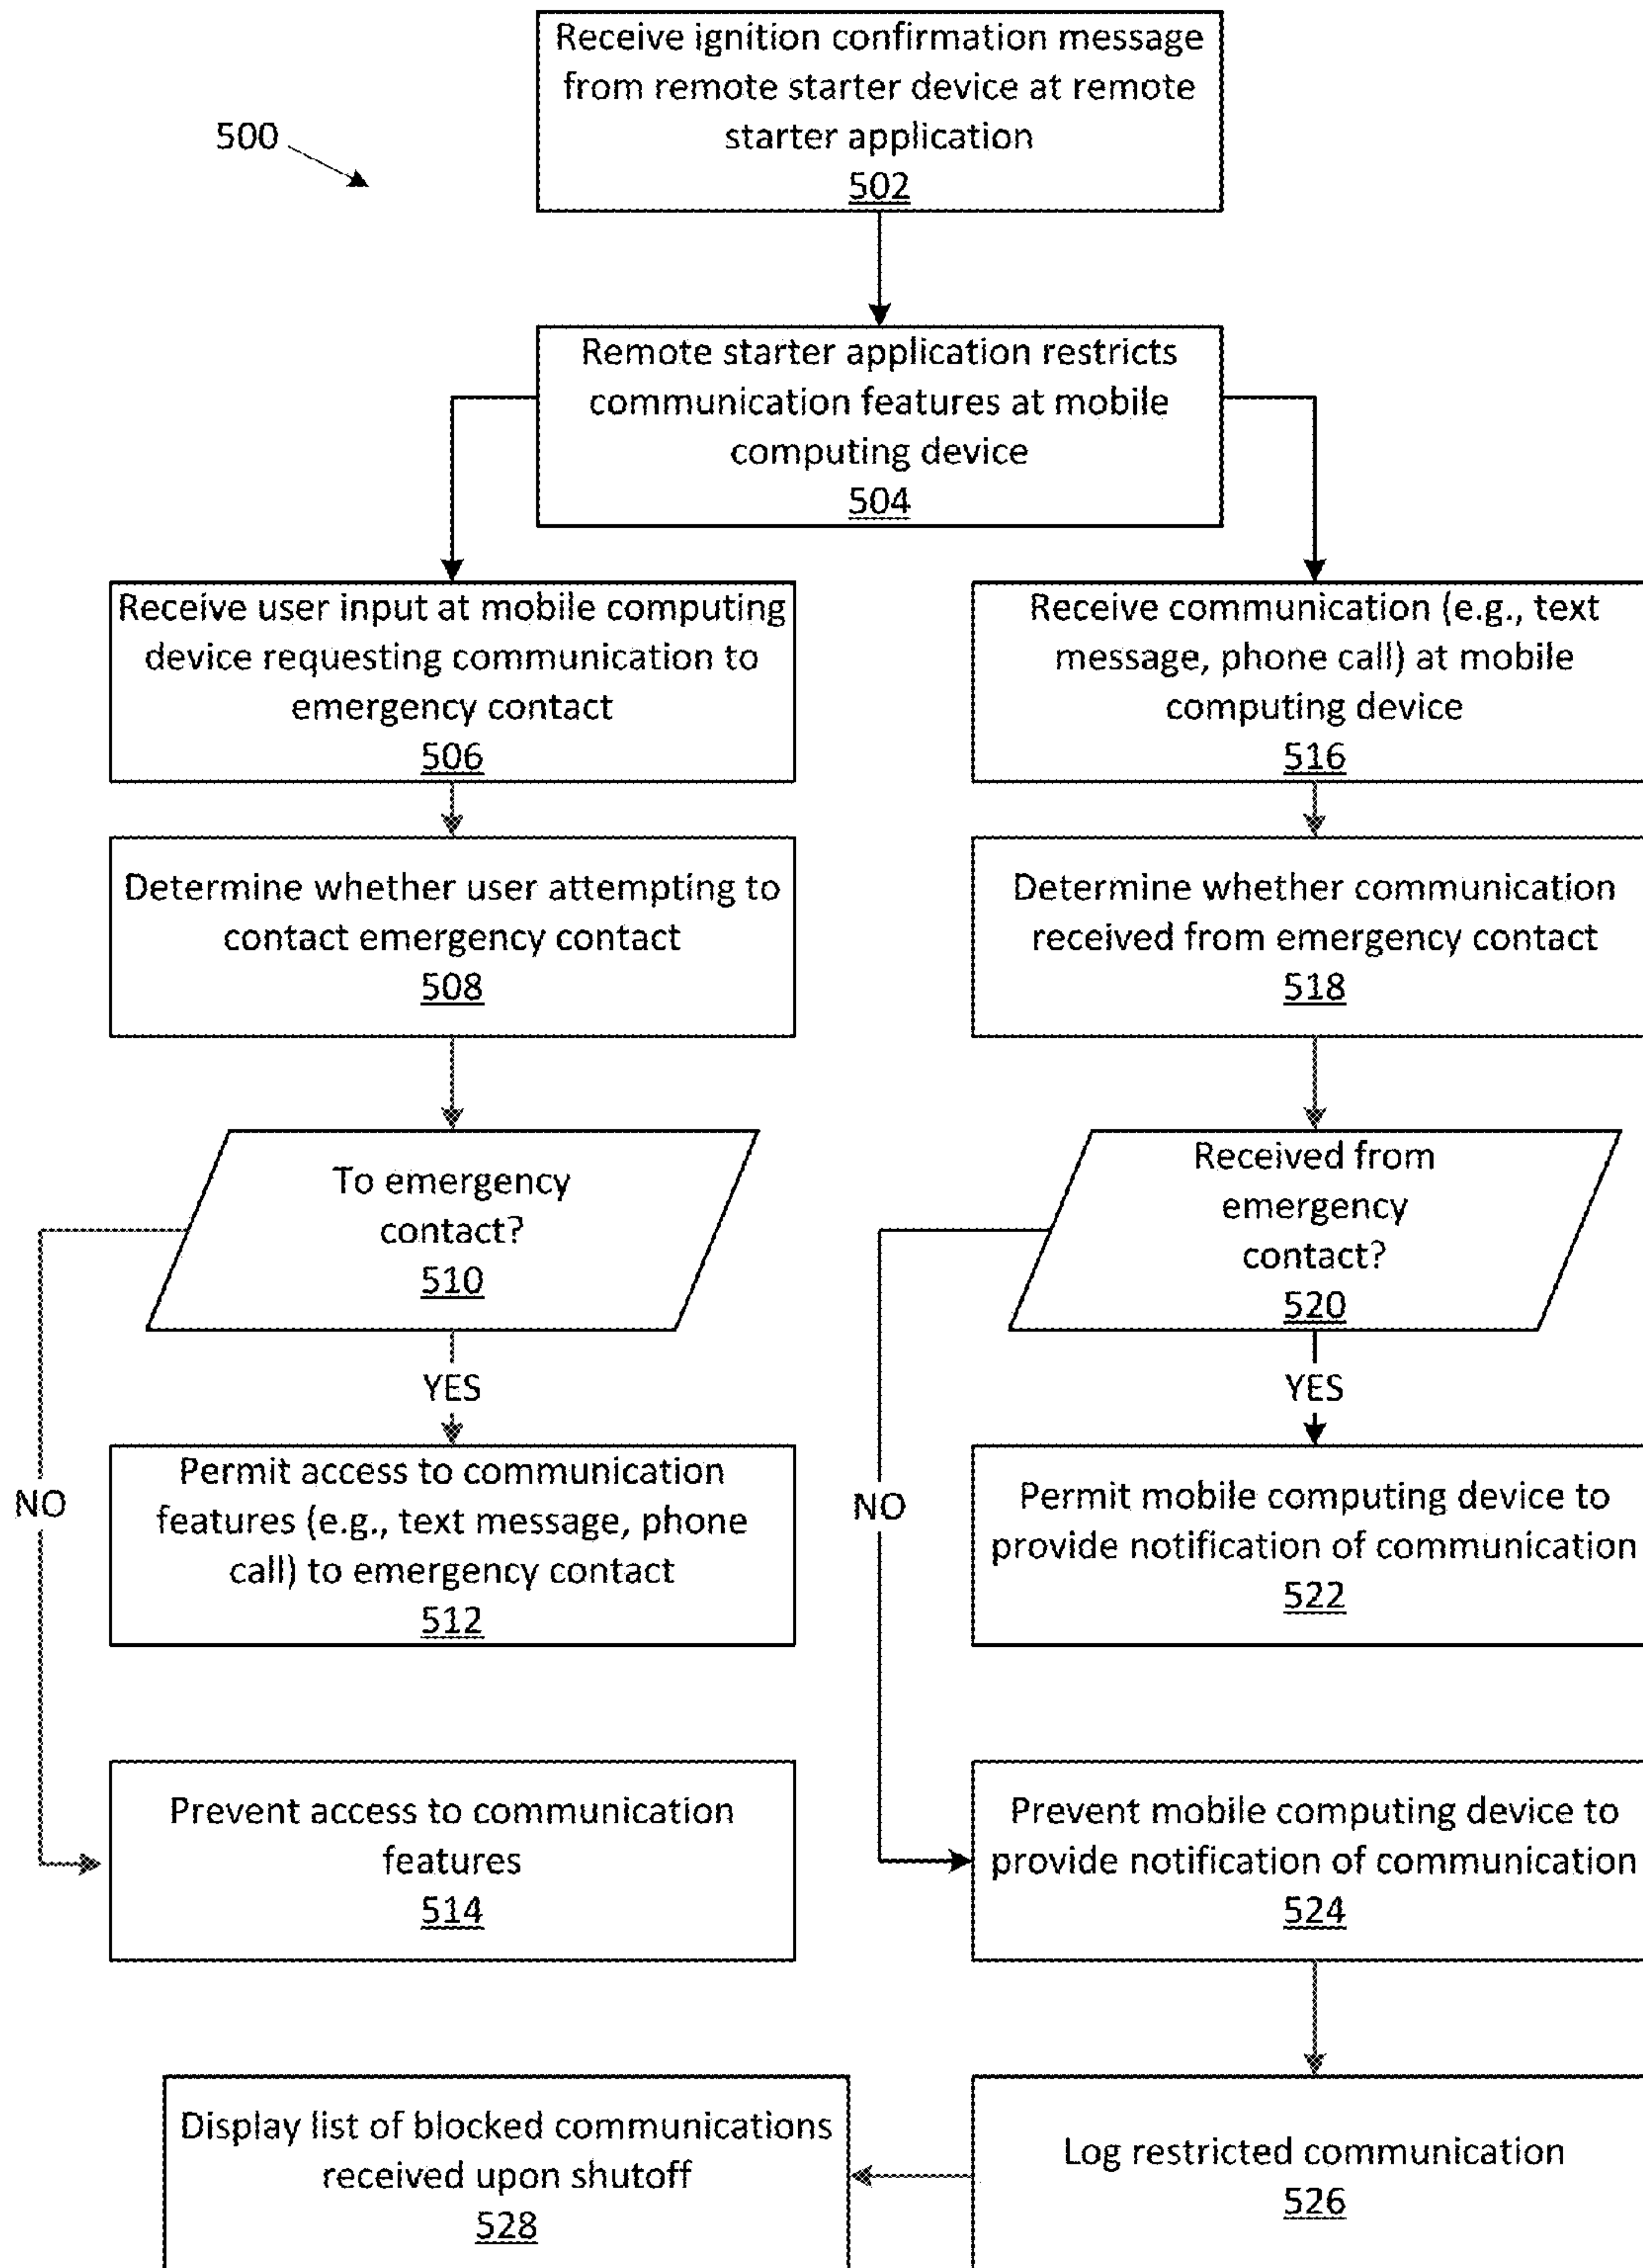 Receive ignition confirmation message
from remote starter device at remote
starter application
502
500
Remote starter application restricts
communication features at mobile
computing device
504
Receive user input at mobile computing
device requesting communication to
emergency contact
506
Receive communication (e.g., text
message, phone call) at mobile
computing device
516
Determine whether user attempting to
contact emergency contact
508
Determine whether communication
received from emergency contact
518
To emergency
contact?
510
Received from
emergency
contact?
520
YES
YES
NO
Permit access to communication
features (e.g., text message, phone
call) to emergency contact
512
NO
Permit mobile computing device to
provide notification of communication
522
Prevent access to communication
features
514
Prevent mobile computing device to
provide notification of communication
524
Display list of blocked communications
received upon shutoff
528
Log restricted communication
526